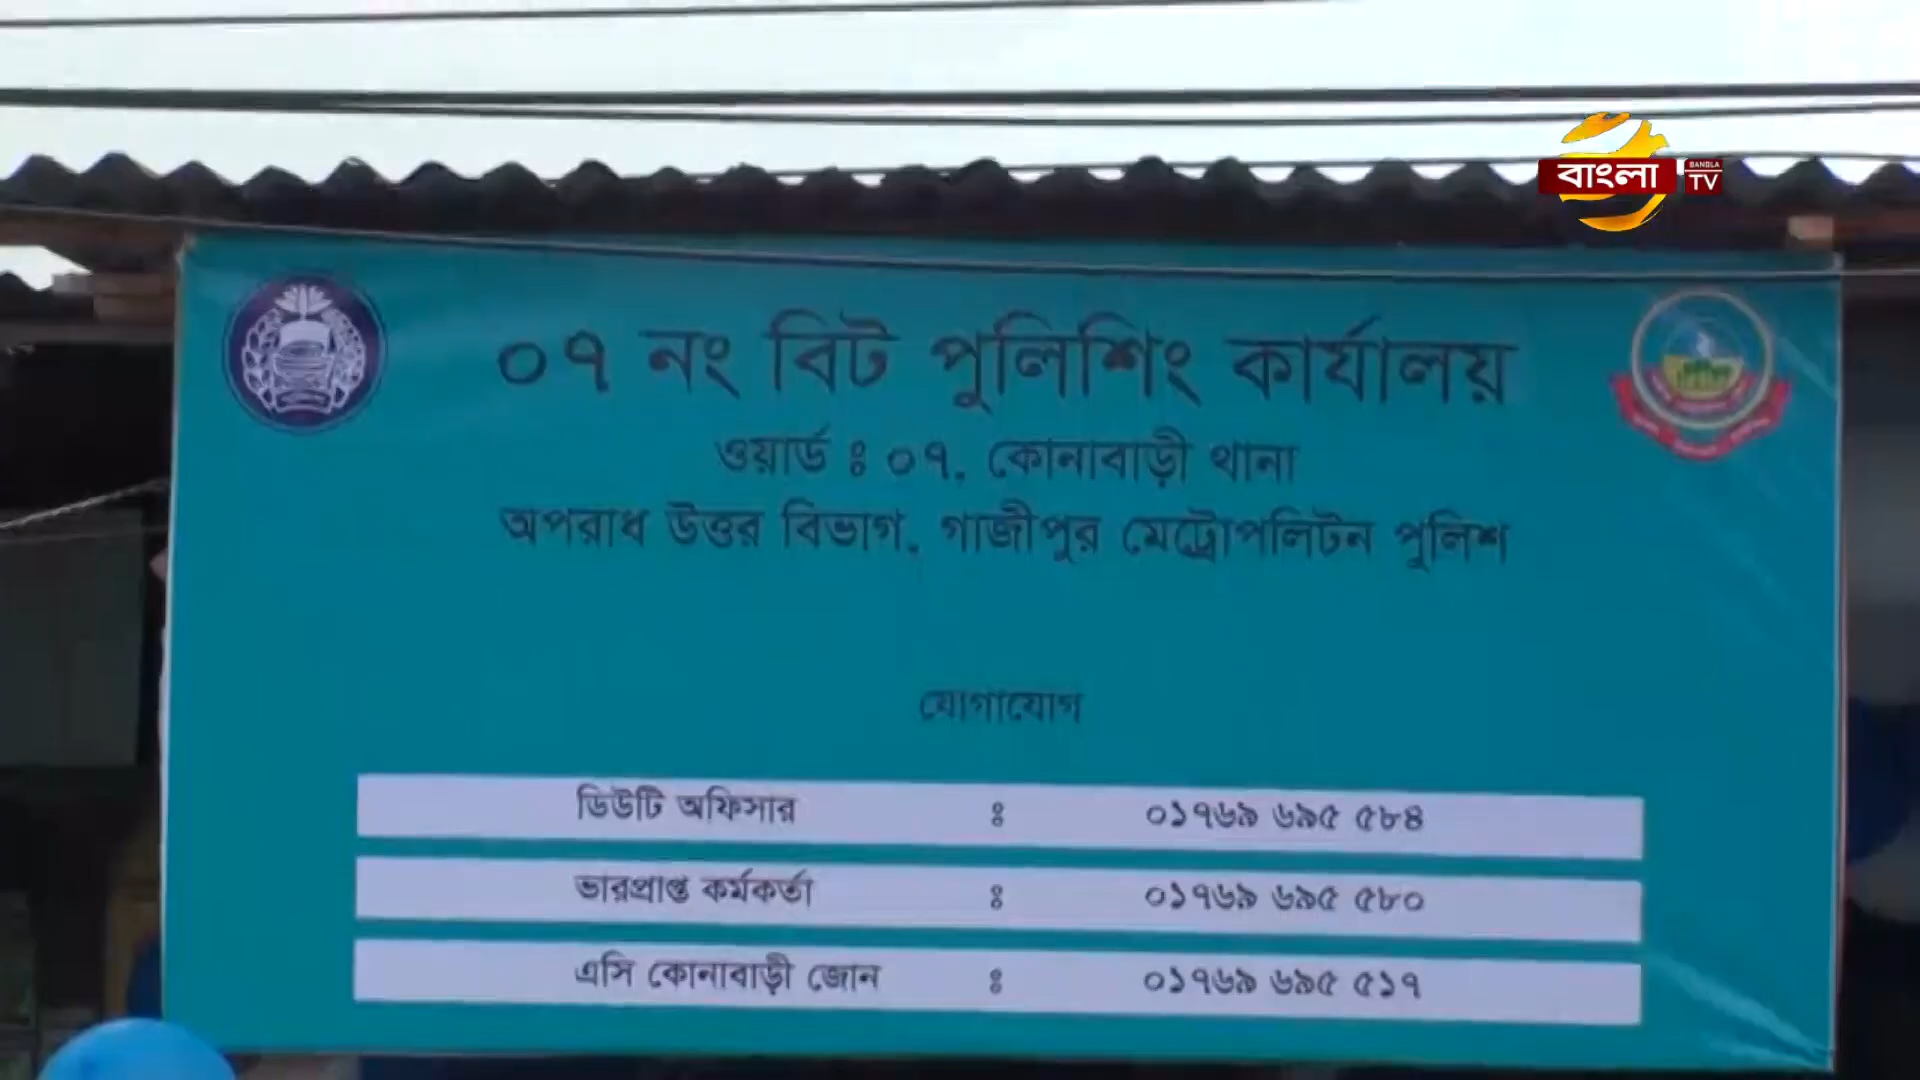 বাংলা BANGLA TV
০৭ নং বিট পুলিশিং কার্যালয়
ওয়ার্ড ঃ ০৭, কোনাবাড়ী থানা
অপরাধ উত্তর বিভাগ, গাজীপুর মেট্রোপলিটন পুলিশ
যোগাযোগ
ডিউটি অফিসার ঃ ০১৭৬৯ ৬৯৫ ৫৮৪
ভারপ্রাপ্ত কর্মকর্তা ঃ ০১৭৬৯ ৬৯৫ ৫৮০
এসি কোনাবাড়ী জোন ঃ ০১৭৬৯ ৬৯৫ ৫১৭